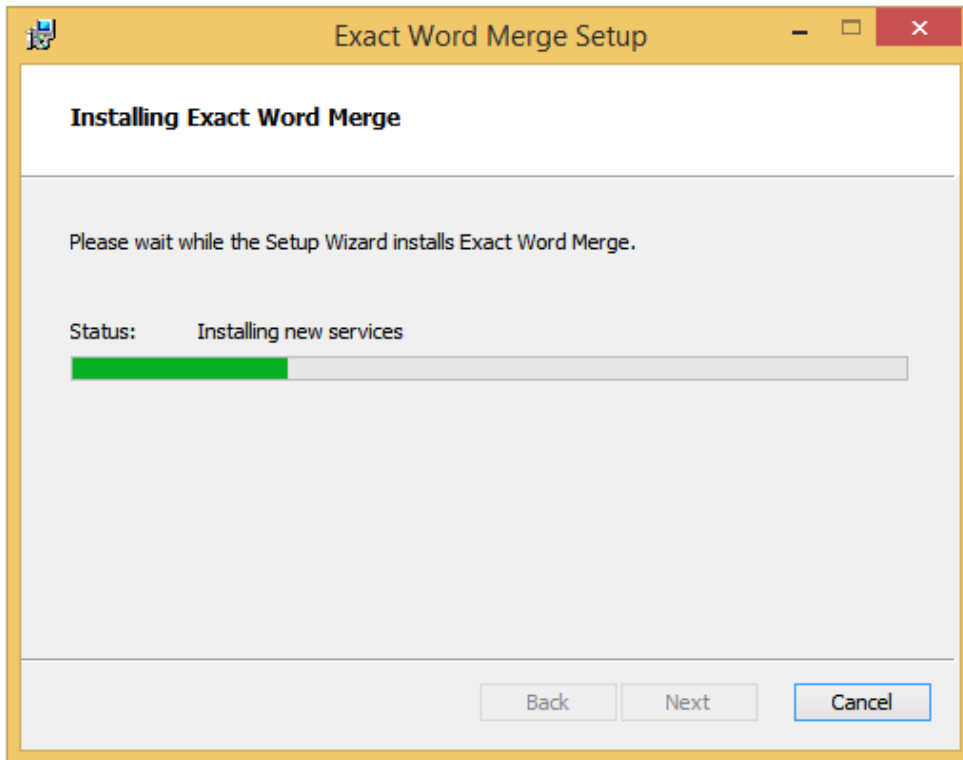 Exact Word Merge Setup
Installing Exact Word Merge
Please wait while the Setup Wizard installs Exact Word Merge.
Status: Installing new services
Back Next Cancel